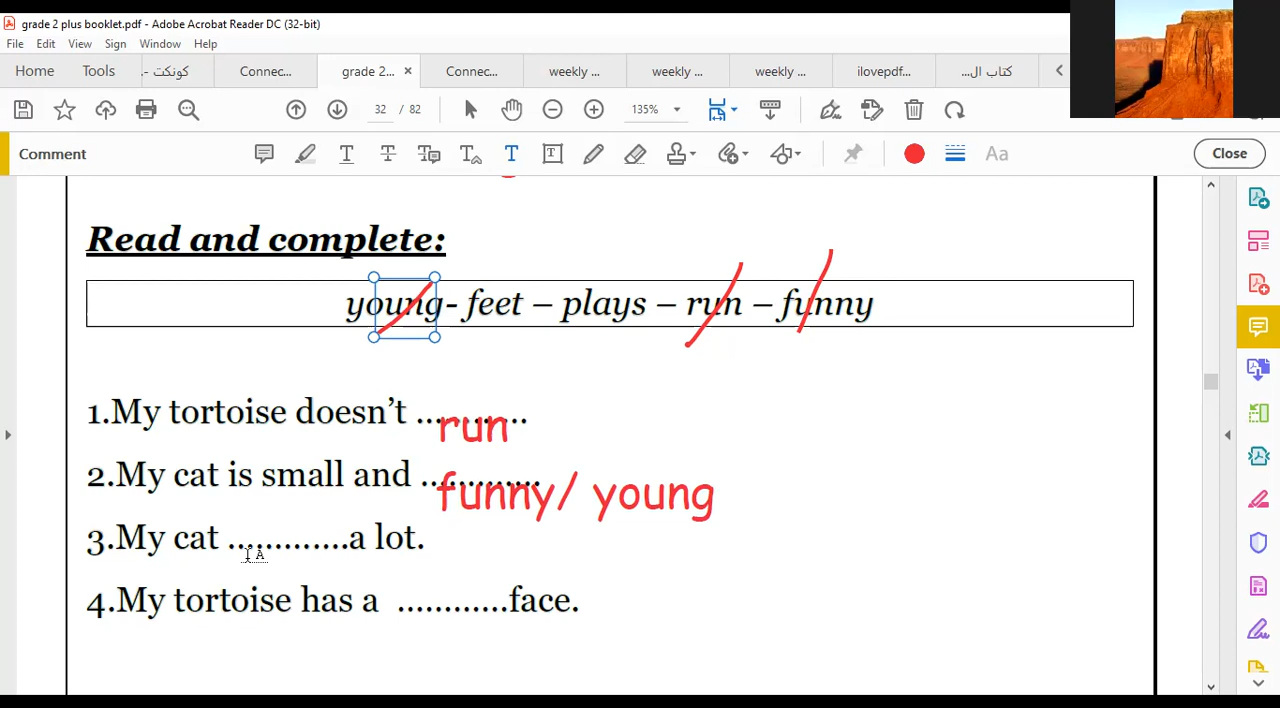 grade 2 plus booklet.pdf - Adobe Acrobat Reader DC (32-bit)
File Edit View Sign Window Help
Home Tools كونكت -. Connec... grade 2... × Connec... weekly ... weekly ... weekly ... ilovepdf... كتاب ال...
32 / 82 135%
Comment T T T T Aa Close
Read and complete:
young- feet – plays – run – funny
1.My tortoise doesn’t ............
run
2.My cat is small and ............
funny/ young
3.My cat .............a lot.
A
4.My tortoise has a ............face.